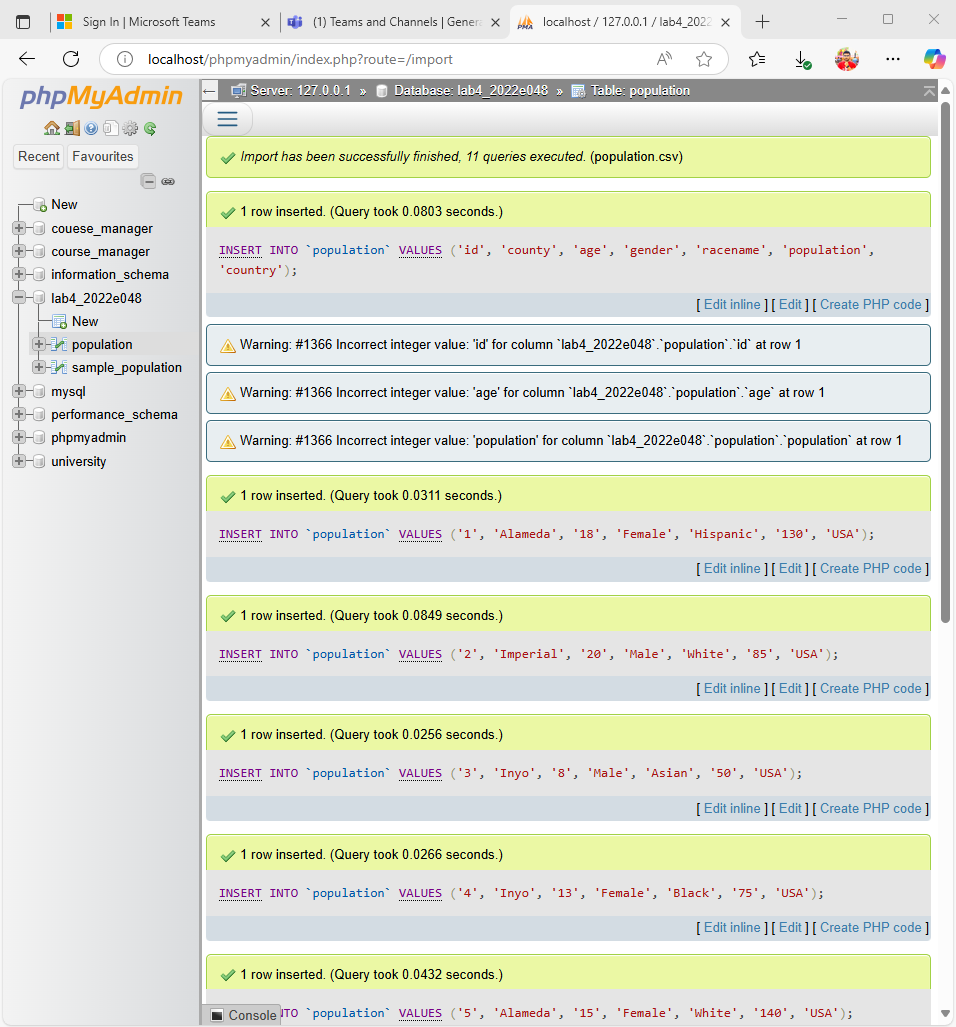 Sign In | Microsoft Teams
(1) Teams and Channels | Genera
localhost / 127.0.0.1 / lab4_2022
localhost/phpmyadmin/index.php?route=/import
phpMyAdmin
Recent
Favourites
New
couese_manager
course_manager
information_schema
lab4_2022e048
New
population
sample_population
mysql
performance_schema
phpmyadmin
university
Server: 127.0.0.1 » Database: lab4_2022e048 » Table: population
Import has been successfully finished, 11 queries executed. (population.csv)
1 row inserted. (Query took 0.0803 seconds.)
INSERT INTO `population` VALUES ('id', 'county', 'age', 'gender', 'racename', 'population',
'country');
[ Edit inline ] [ Edit ] [ Create PHP code ]
Warning: #1366 Incorrect integer value: 'id' for column `lab4_2022e048`.`population`.`id` at row 1
Warning: #1366 Incorrect integer value: 'age' for column `lab4_2022e048`.`population`.`age` at row 1
Warning: #1366 Incorrect integer value: 'population' for column `lab4_2022e048`.`population`.`population` at row 1
1 row inserted. (Query took 0.0311 seconds.)
INSERT INTO `population` VALUES ('1', 'Alameda', '18', 'Female', 'Hispanic', '130', 'USA');
[ Edit inline ] [ Edit ] [ Create PHP code ]
1 row inserted. (Query took 0.0849 seconds.)
INSERT INTO `population` VALUES ('2', 'Imperial', '20', 'Male', 'White', '85', 'USA');
[ Edit inline ] [ Edit ] [ Create PHP code ]
1 row inserted. (Query took 0.0256 seconds.)
INSERT INTO `population` VALUES ('3', 'Inyo', '8', 'Male', 'Asian', '50', 'USA');
[ Edit inline ] [ Edit ] [ Create PHP code ]
1 row inserted. (Query took 0.0266 seconds.)
INSERT INTO `population` VALUES ('4', 'Inyo', '13', 'Female', 'Black', '75', 'USA');
[ Edit inline ] [ Edit ] [ Create PHP code ]
1 row inserted. (Query took 0.0432 seconds.)
Console
NTO `population` VALUES ('5', 'Alameda', '15', 'Female', 'White', '140', 'USA');